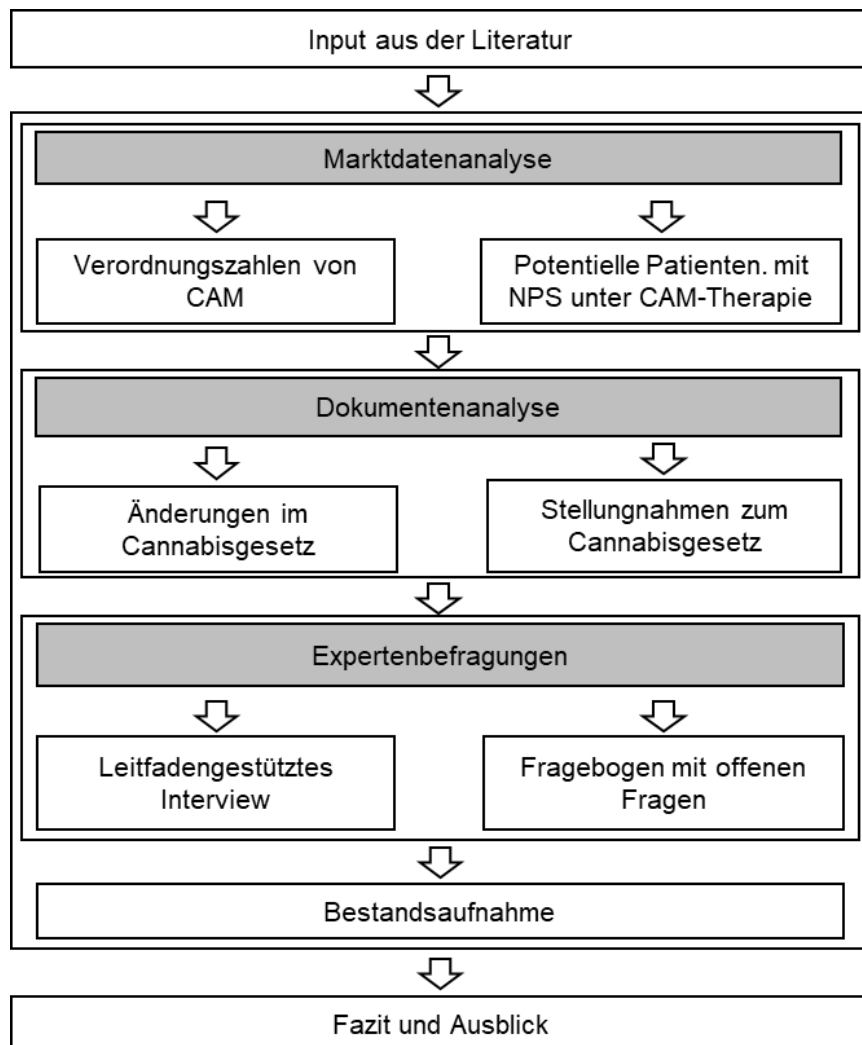 Input aus der Literatur
Marktdatenanalyse
Verordnungszahlen von
CAM
Potentielle Patienten. mit
NPS unter CAM-Therapie
Dokumentenanalyse
Änderungen im
Cannabisgesetz
Stellungnahmen zum
Cannabisgesetz
Expertenbefragungen
Leitfadengestütztes
Interview
Fragebogen mit offenen
Fragen
Bestandsaufnahme
Fazit und Ausblick